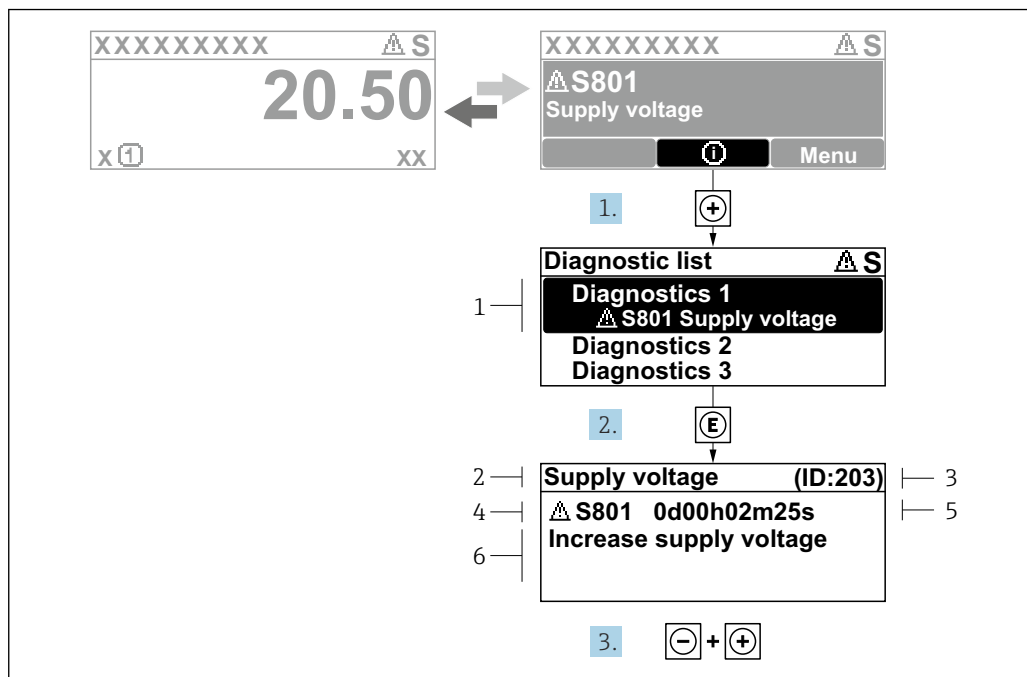 XXXXXXXXX ⚠ S
20.50
x ① xx
XXXXXXXXX ⚠ S
⚠ S801
Supply voltage
ⓘ Menu
1. +
Diagnostic list ⚠ S
1
Diagnostics 1
⚠ S801 Supply voltage
Diagnostics 2
Diagnostics 3
2. E
2 Supply voltage (ID:203) 3
4 ⚠ S801 0d00h02m25s 5
6 Increase supply voltage
3. - + +